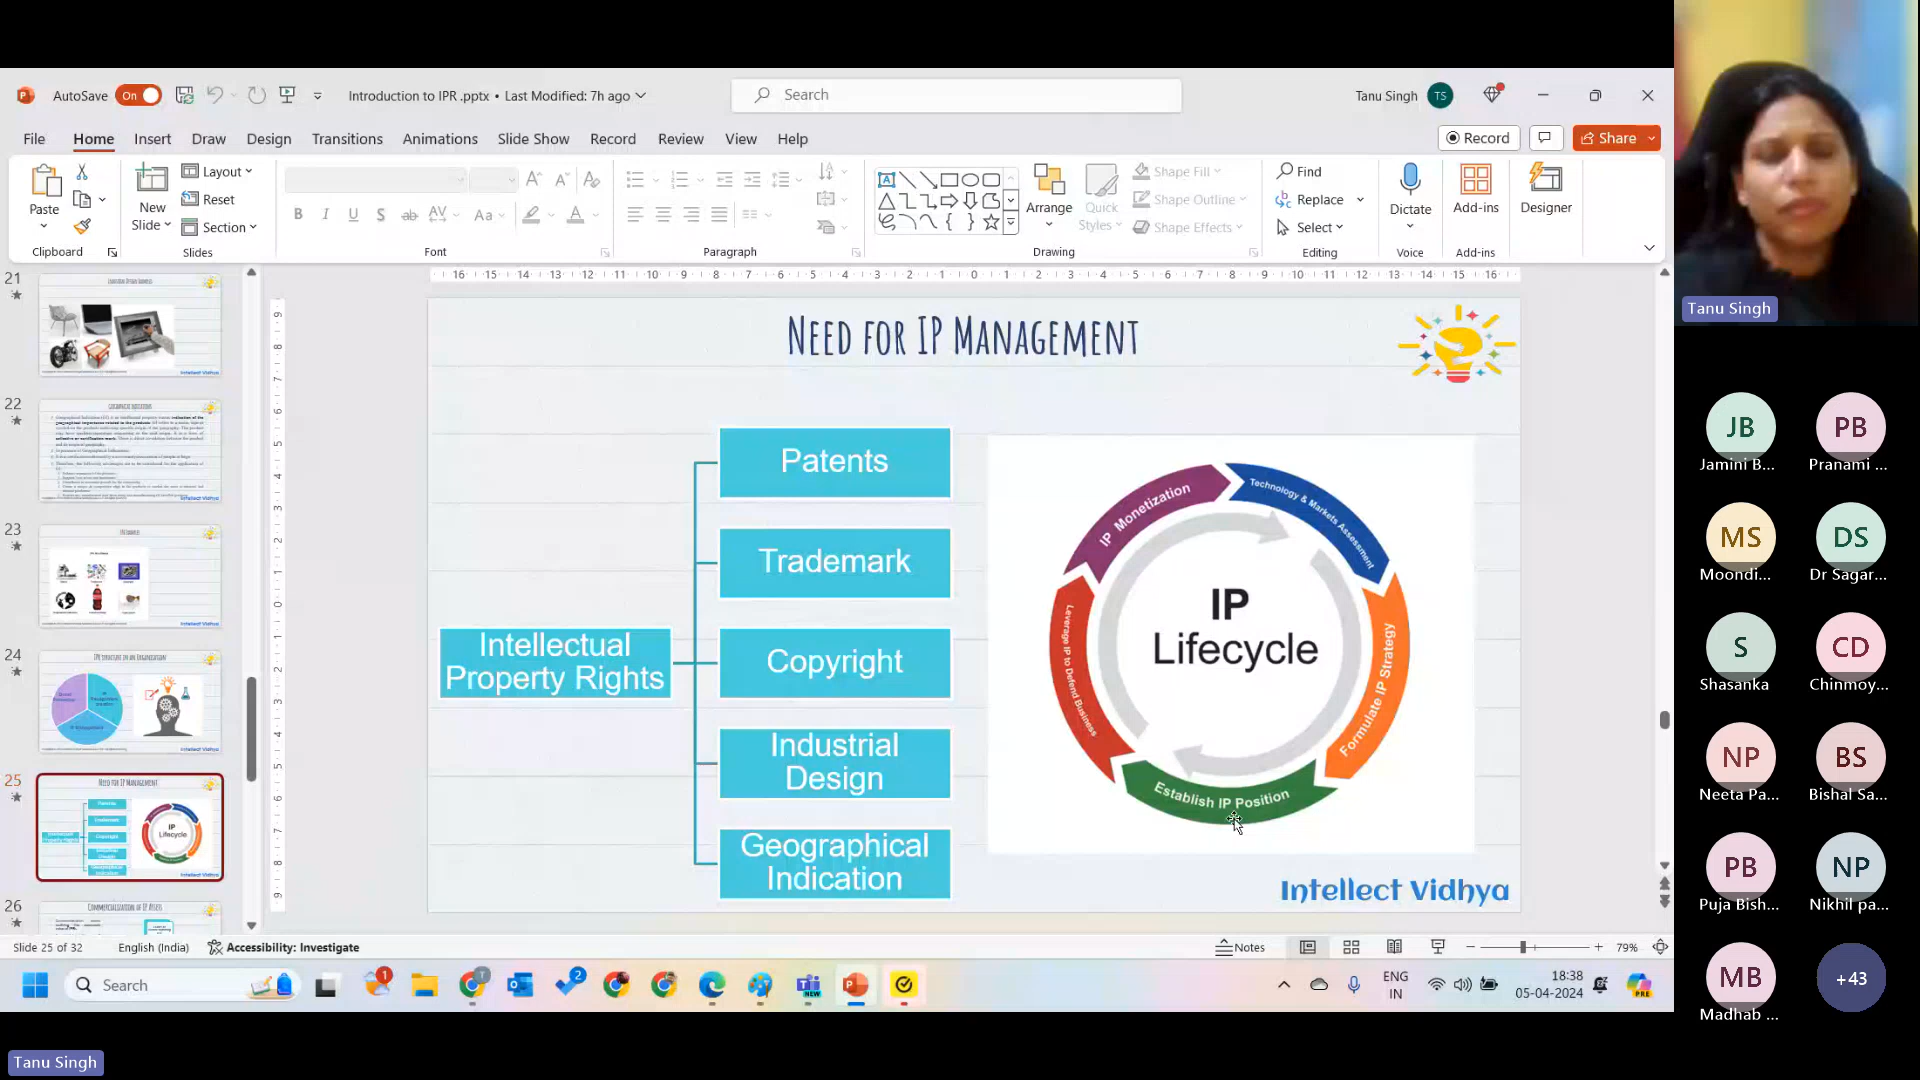 AutoSave On
Introduction to IPR .pptx • Last Modified: 7h ago
Search
Tanu Singh TS
File Home Insert Draw Design Transitions Animations Slide Show Record Review View Help
Record
Share
Paste
New Slide
Layout
Reset
Section
Arrange
Quick Styles
Shape Fill
Shape Outline
Shape Effects
Find
Replace
Select
Dictate
Add-ins
Designer
Clipboard Slides Font Paragraph Drawing Editing Voice Add-ins
21
22
23
24
25
26
Need for IP Management
Intellectual Property Rights
Patents
Trademark
Copyright
Industrial Design
Geographical Indication
IP Monetization
Technology & Markets Assessment
Formulate IP Strategy
Establish IP Position
Leverage IP to Defend Business
IP
Lifecycle
Intellect Vidhya
Slide 25 of 32 English (India) Accessibility: Investigate
Notes 79%
Search
ENG
IN
18:38
05-04-2024
Tanu Singh
Tanu Singh
JB
Jamini B...
PB
Pranami ...
MS
Moondi...
DS
Dr Sagar...
S
Shasanka
CD
Chinmoy...
NP
Neeta Pa...
BS
Bishal Sa...
PB
Puja Bish...
NP
Nikhil pa...
MB
Madhab ...
+43